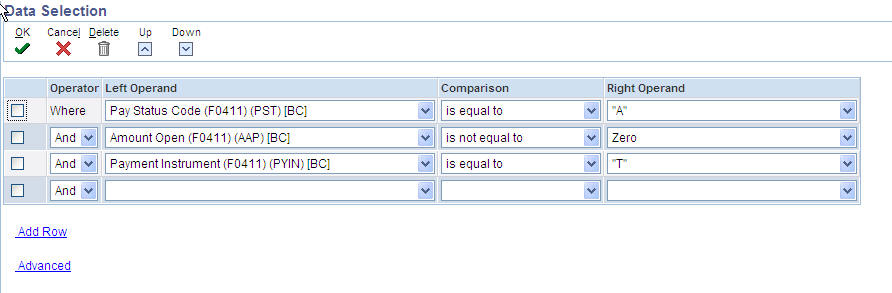 Data Selection
OK Cancel Delete Up Down
Operator Left Operand Comparison Right Operand
Where Pay Status Code (F0411) (PST) [BC] is equal to "A"
And Amount Open (F0411) (AAP) [BC] is not equal to Zero
And Payment Instrument (F0411) (PYIN) [BC] is equal to "T"
And
Add Row
Advanced